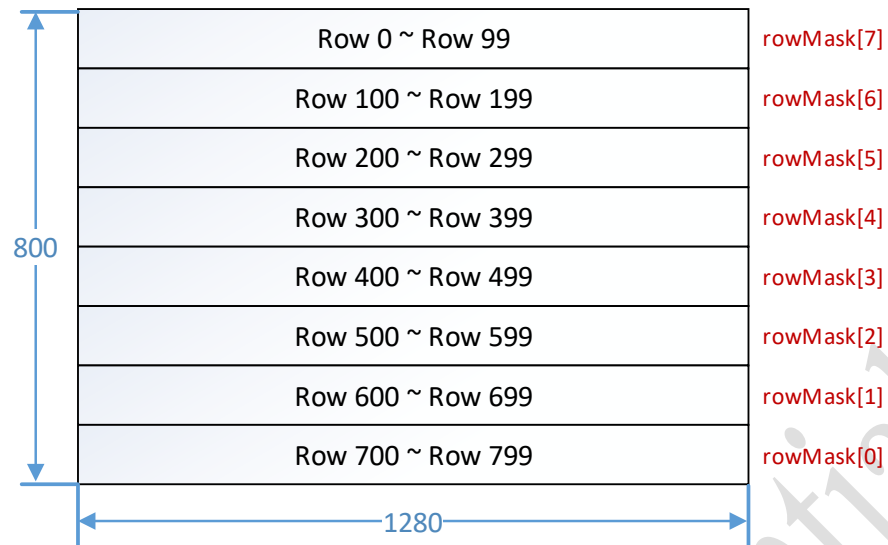 Row 0 ~ Row 99 rowMask[7]
Row 100 ~ Row 199 rowMask[6]
Row 200 ~ Row 299 rowMask[5]
Row 300 ~ Row 399 rowMask[4]
800
Row 400 ~ Row 499 rowMask[3]
Row 500 ~ Row 599 rowMask[2]
Row 600 ~ Row 699 rowMask[1]
Row 700 ~ Row 799 rowMask[0]
1280